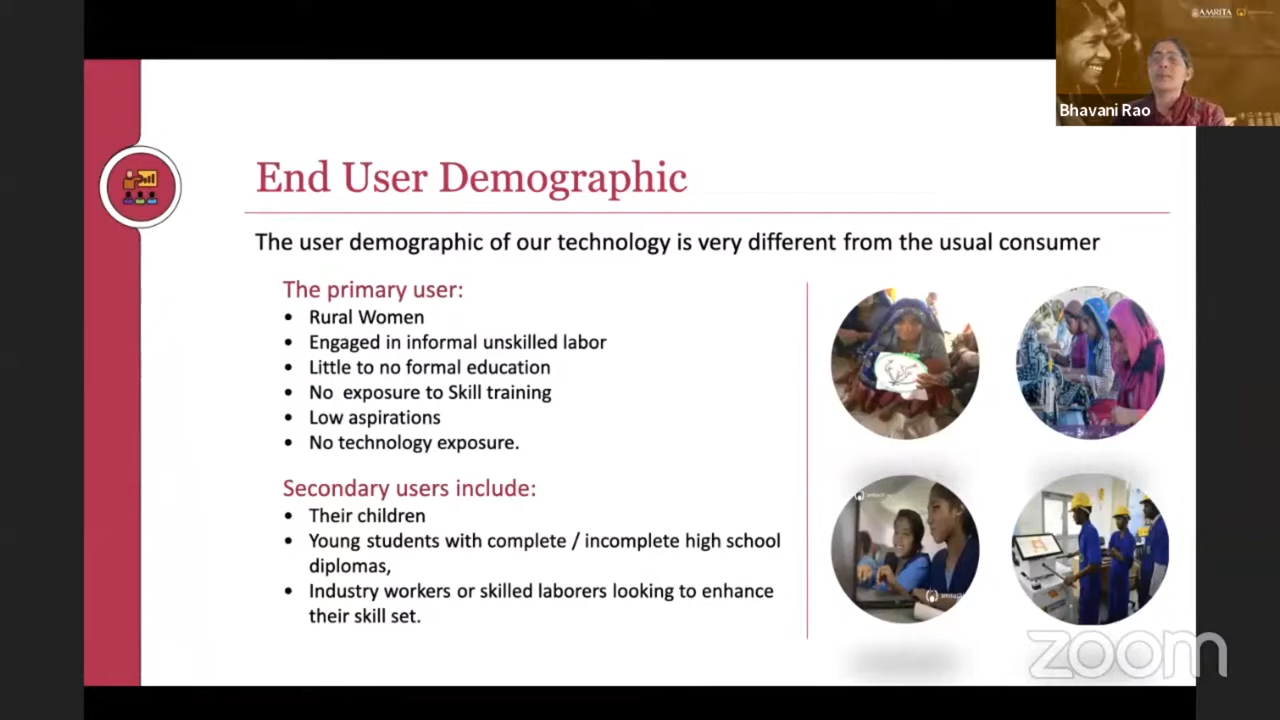 AMRITA
Bhavani Rao
End User Demographic
The user demographic of our technology is very different from the usual consumer
The primary user:
• Rural Women
• Engaged in informal unskilled labor
• Little to no formal education
• No exposure to Skill training
• Low aspirations
• No technology exposure.
Secondary users include:
• Their children
• Young students with complete / incomplete high school
diplomas,
• Industry workers or skilled laborers looking to enhance
their skill set.
zoom